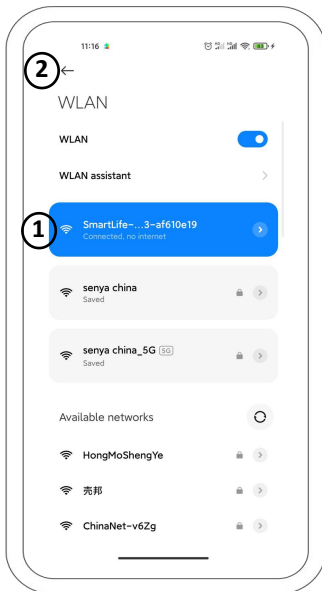 11:16
2
WLAN
WLAN
WLAN assistant
1
SmartLife-...3-af610e19
Connected, no internet
senya china
Saved
senya china_5G 5G
Saved
Available networks
HongMoShengYe
売邦
ChinaNet-v6Zg